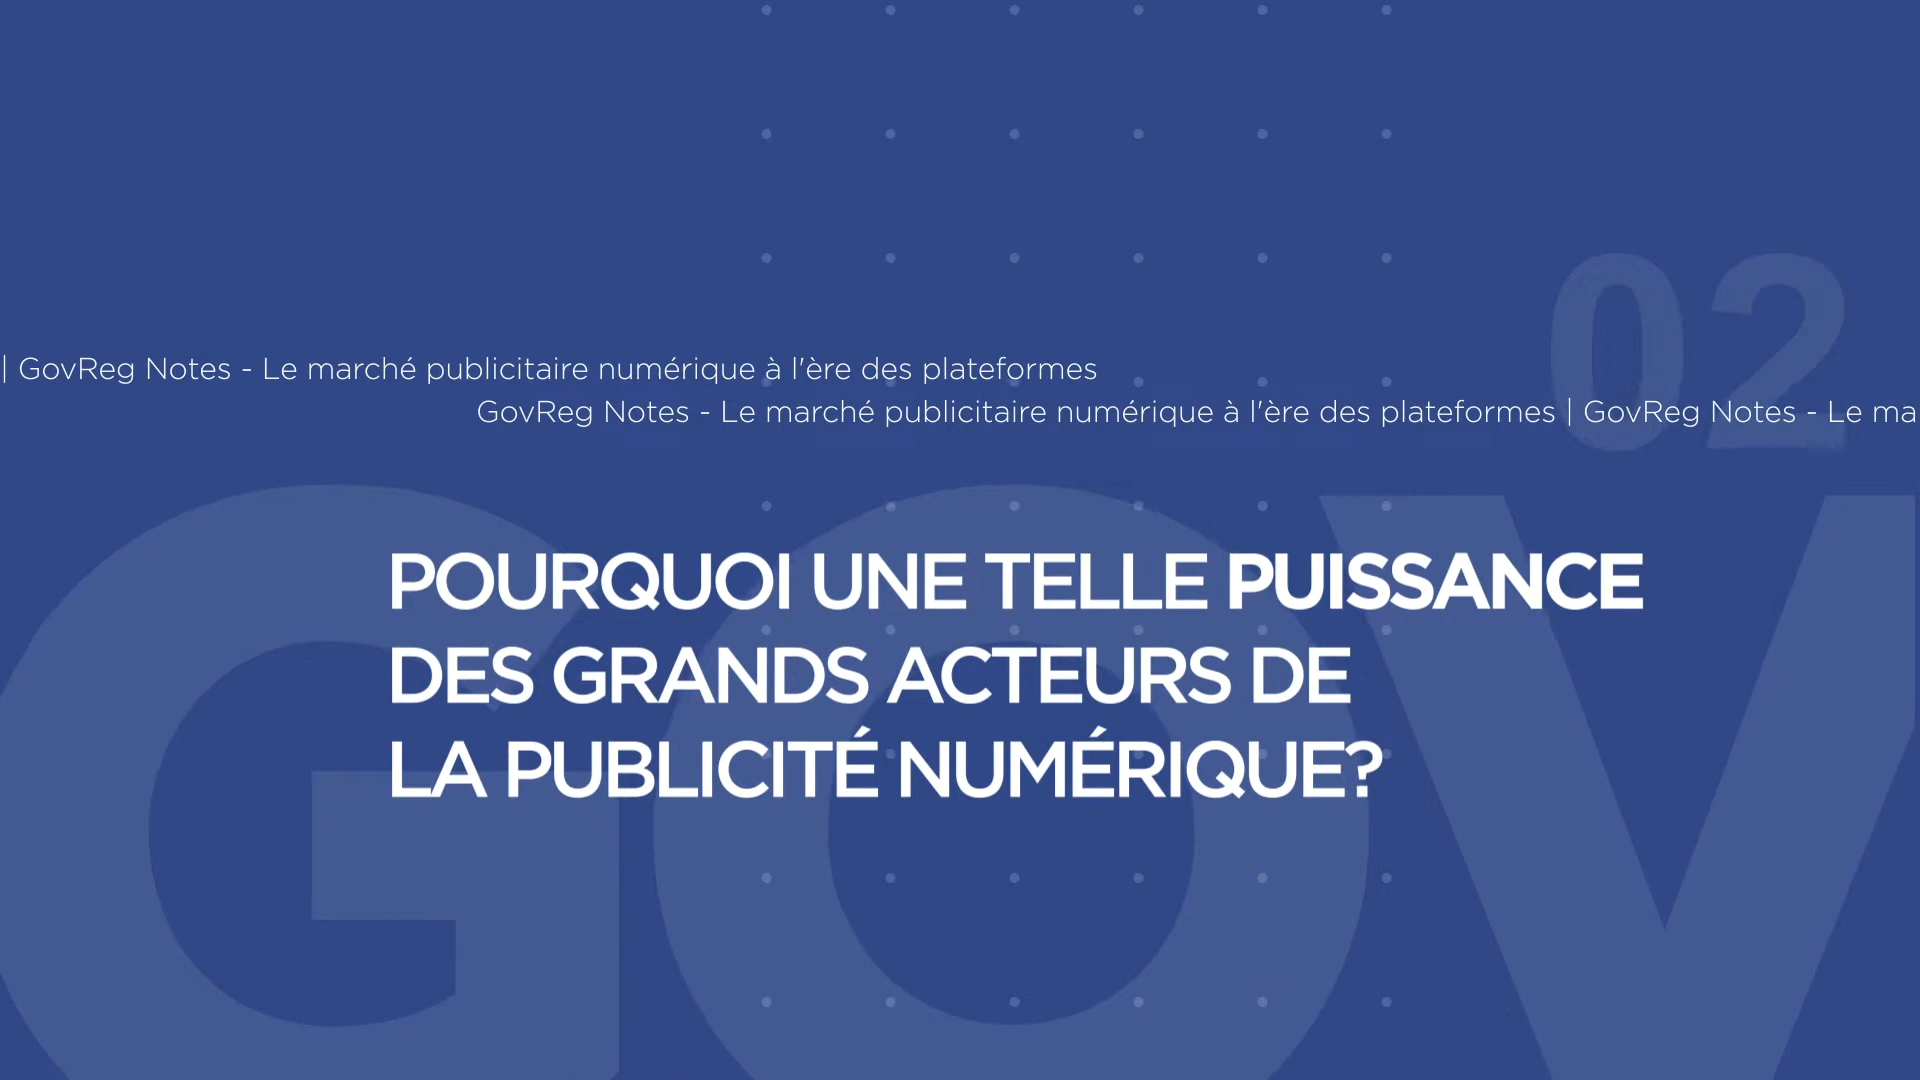 02
| GovReg Notes - Le marché publicitaire numérique à l'ère des plateformes
GovReg Notes - Le marché publicitaire numérique à l'ère des plateformes | GovReg Notes - Le ma
GOV
POURQUOI UNE TELLE PUISSANCE
DES GRANDS ACTEURS DE
LA PUBLICITÉ NUMÉRIQUE?